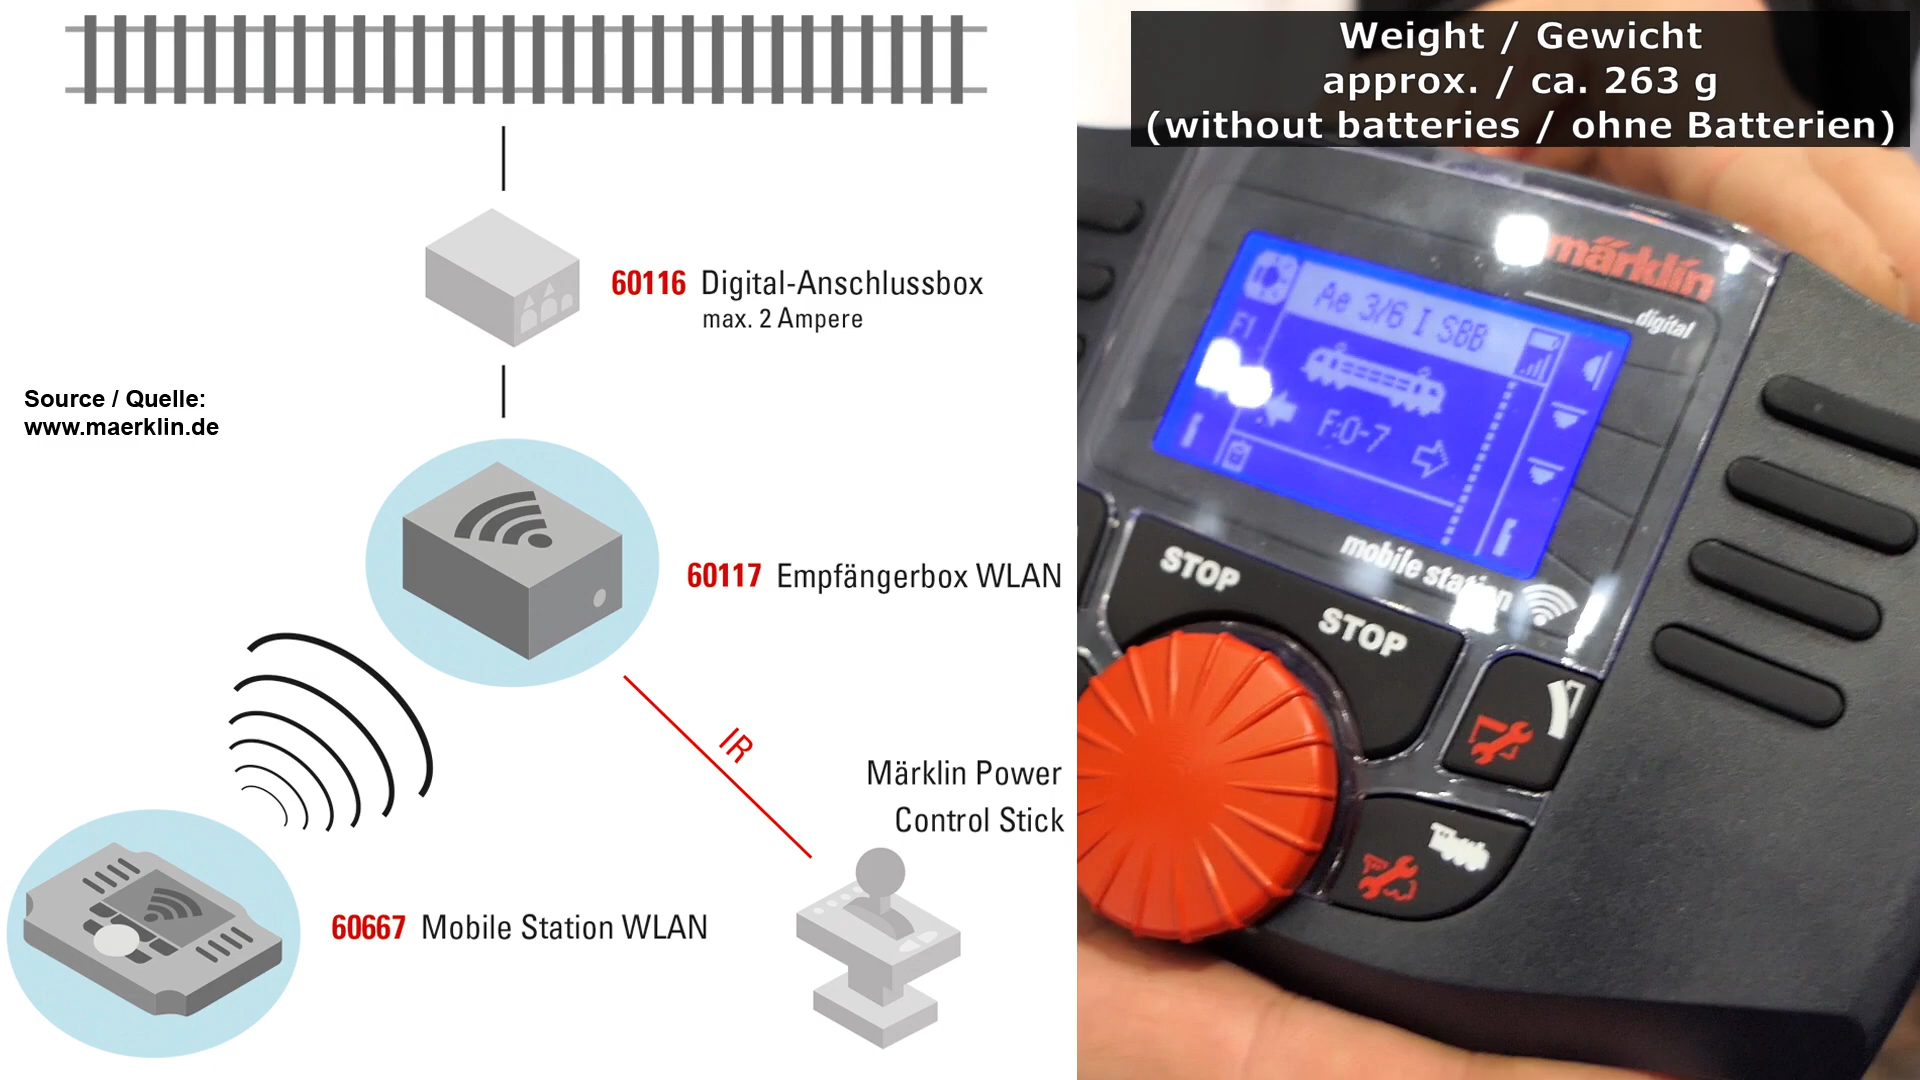 60116 Digital-Anschlussbox
max. 2 Ampere
Source / Quelle:
www.maerklin.de
60117 Empfängerbox WLAN
IR
Märklin Power
Control Stick
60667 Mobile Station WLAN
Weight / Gewicht
approx. / ca. 263 g
(without batteries / ohne Batterien)
märklin
digital
Ae 3/6 I SBB
F1
F:0-7
mobile station
STOP
STOP